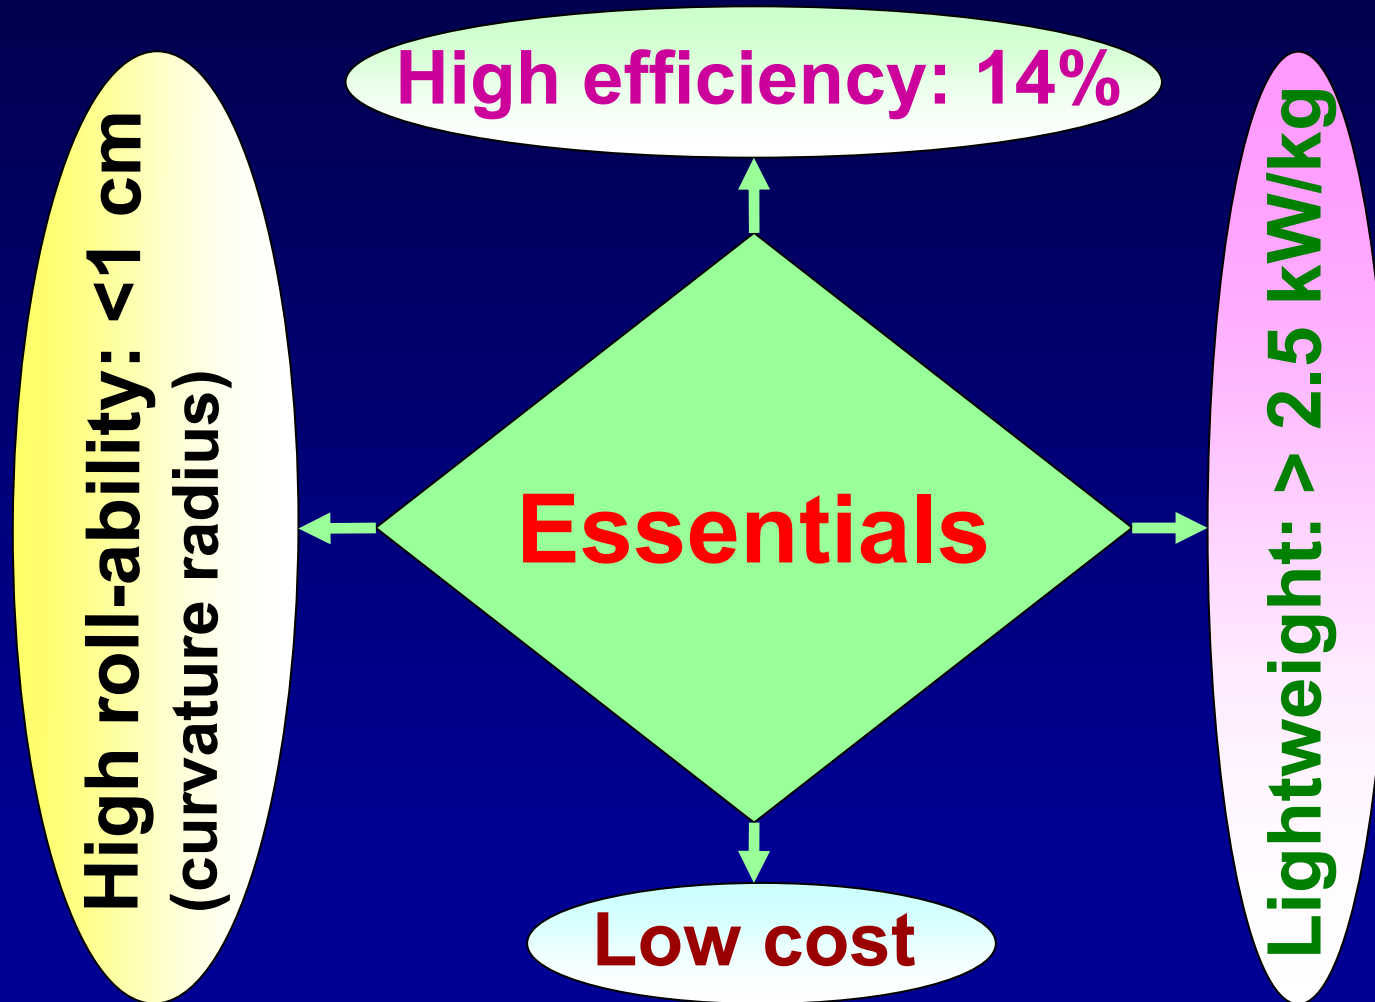 High efficiency: 14%
High roll-ability: <1 cm
(curvature radius)
Essentials
Lightweight: > 2.5 kW/kg
Low cost